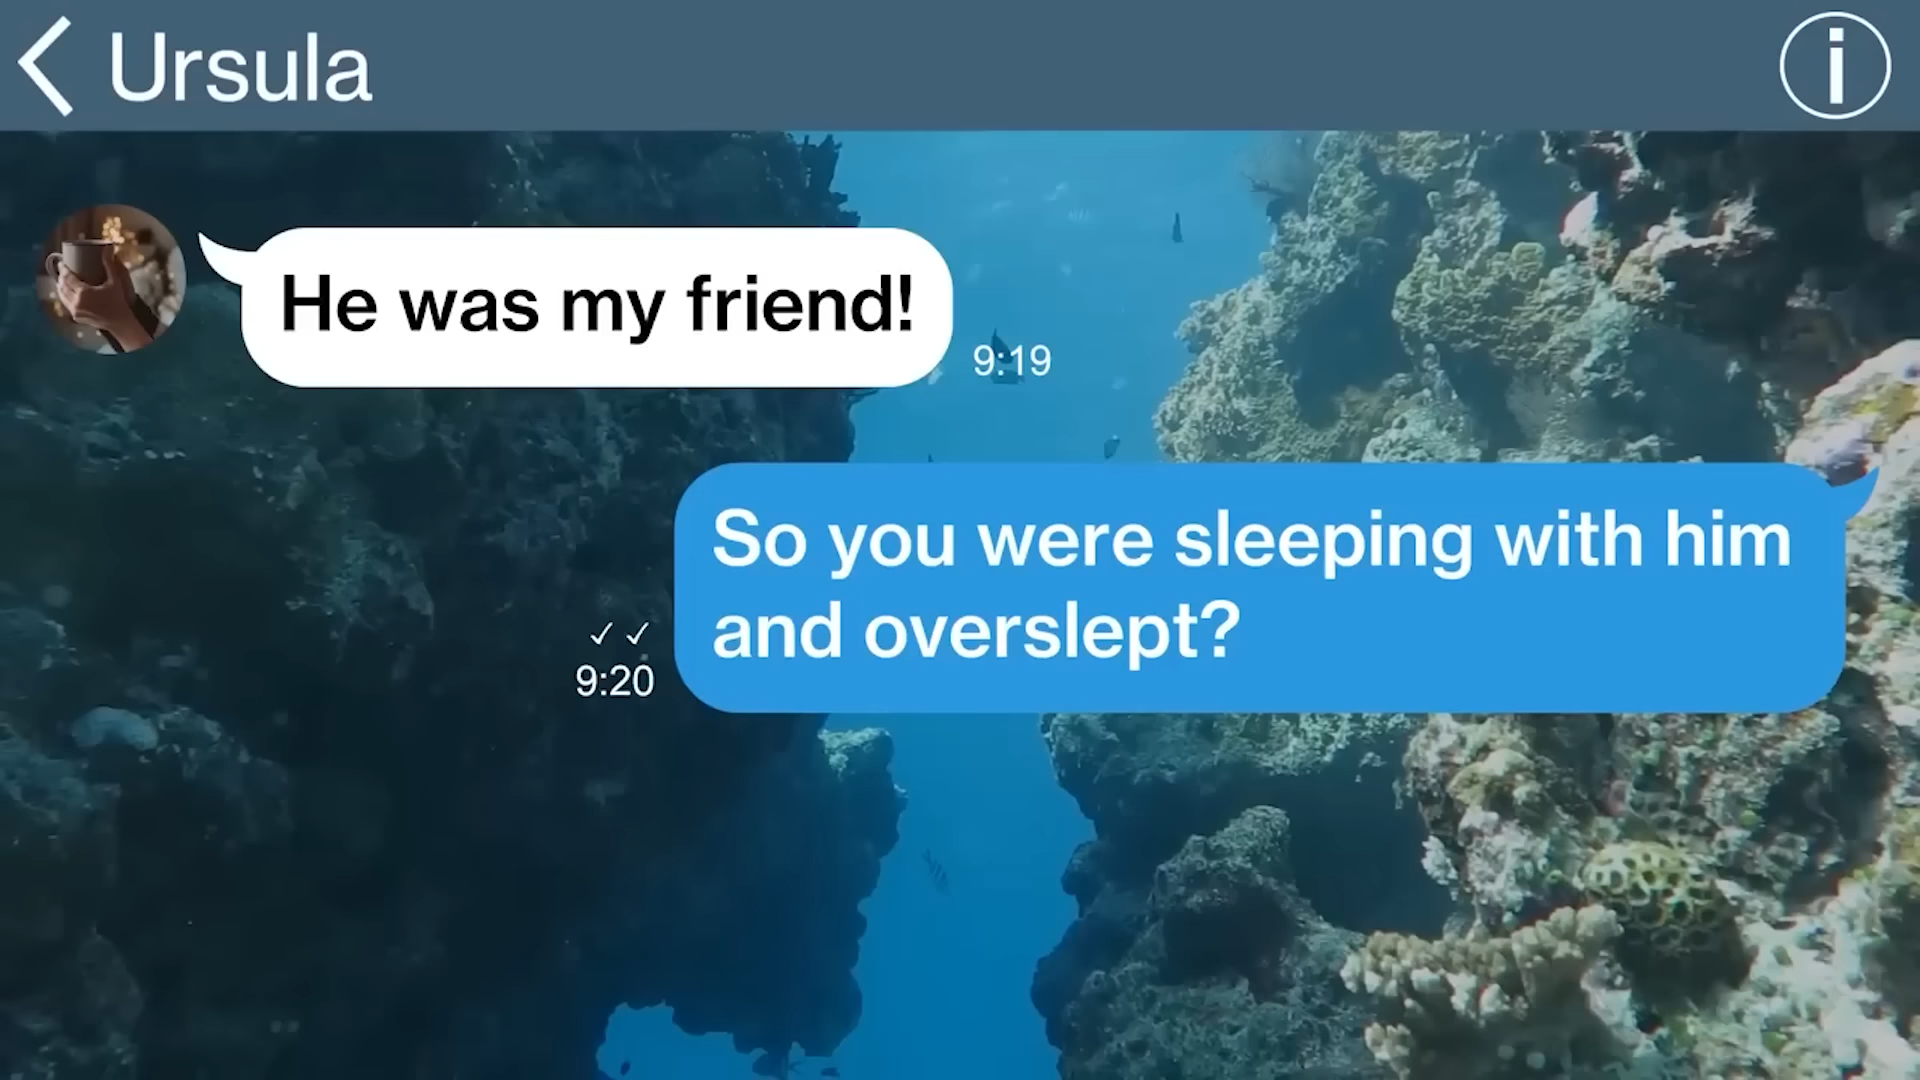 Ursula
He was my friend!
9:19
So you were sleeping with him
and overslept?
✓ ✓
9:20